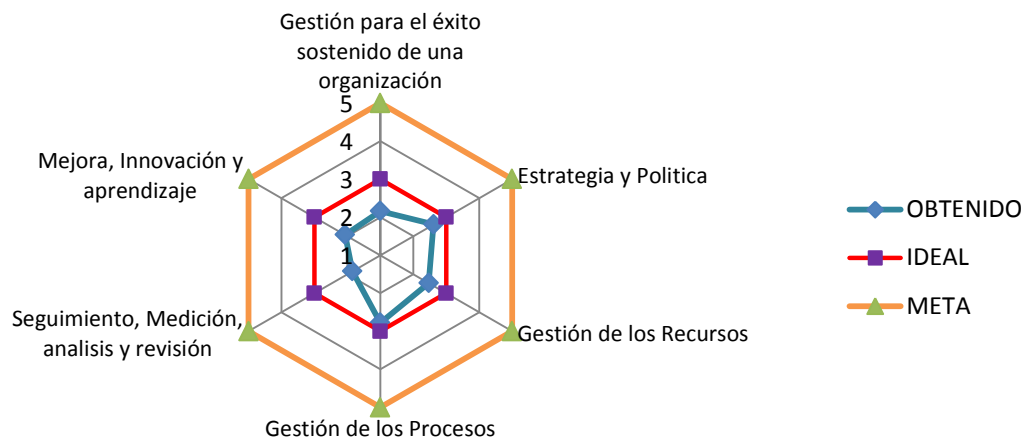 Gestión para el éxito
sostenido de una
organización
5
4
3
2
1
Mejora, Innovación y
aprendizaje
Estrategia y Politica
Seguimiento, Medición,
analisis y revisión
Gestión de los Recursos
Gestión de los Procesos
OBTENIDO
IDEAL
META